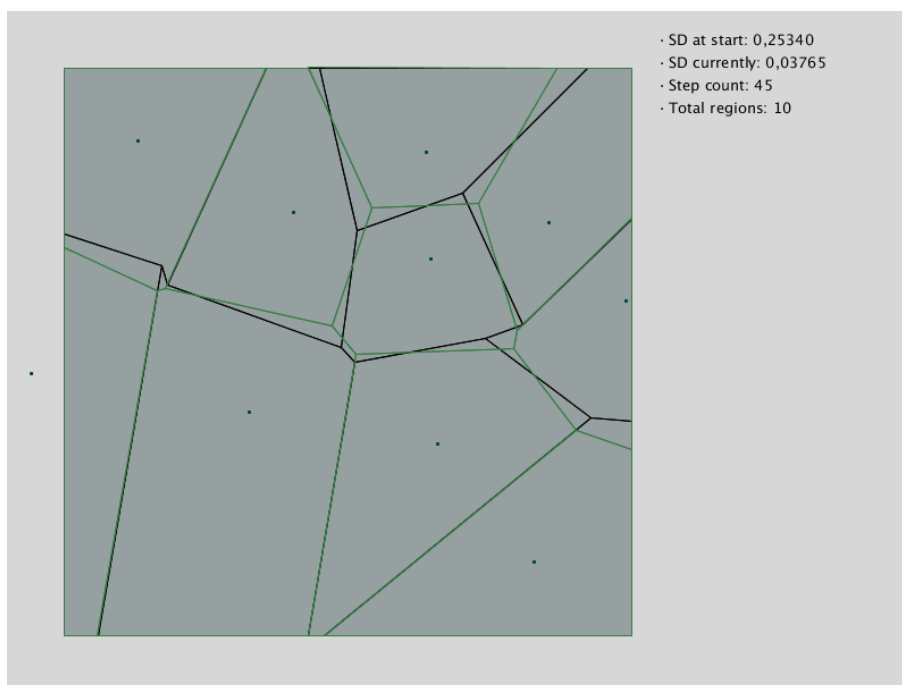 · SD at start: 0,25340
· SD currently: 0,03765
· Step count: 45
· Total regions: 10